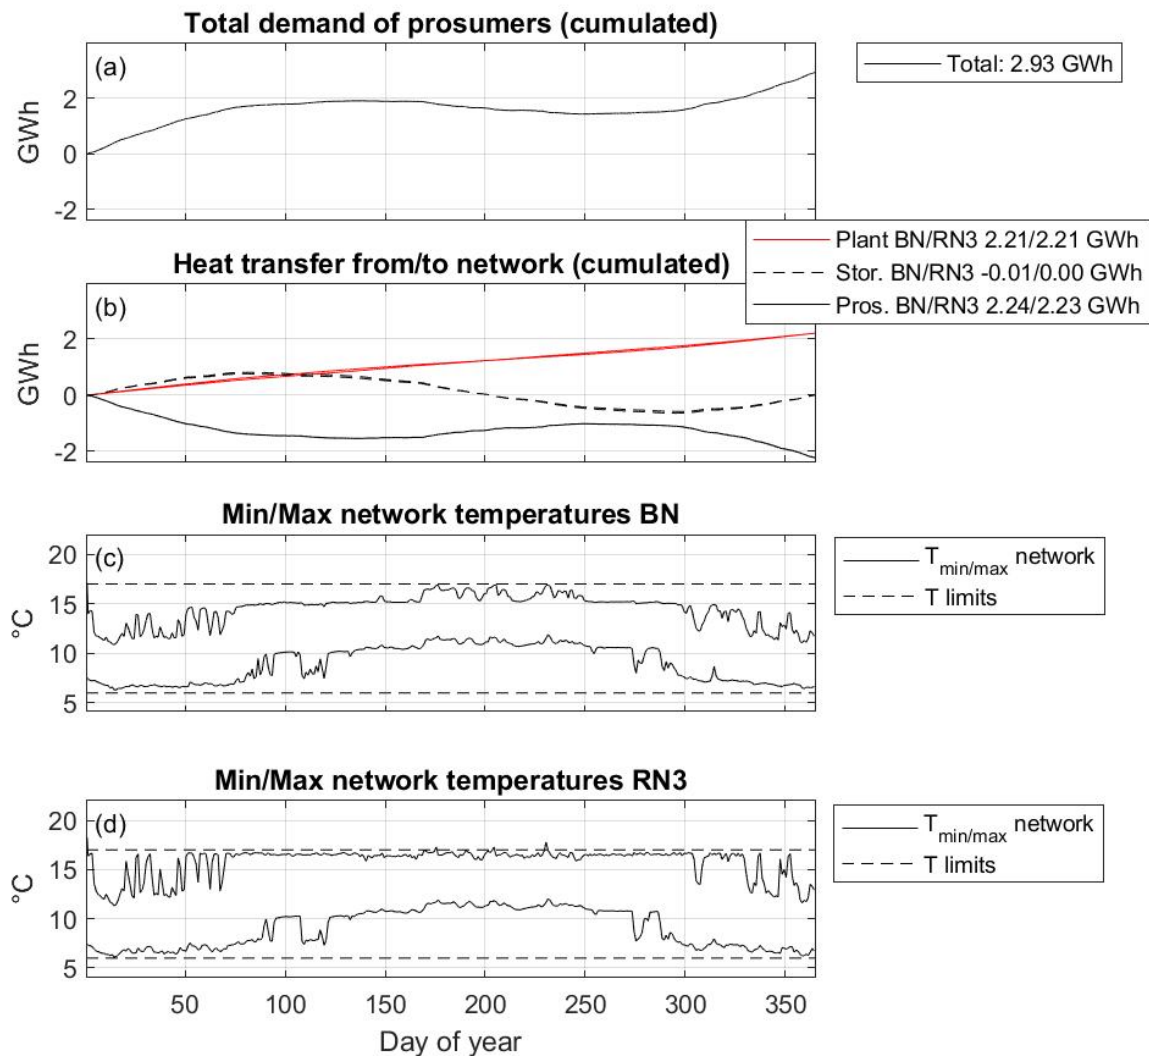 Total demand of prosumers (cumulated)
(a)
Total: 2.93 GWh
2
0
-2
GWh
Heat transfer from/to network (cumulated)
(b)
Plant BN/RN3 2.21/2.21 GWh
Stor. BN/RN3 -0.01/0.00 GWh
Pros. BN/RN3 2.24/2.23 GWh
2
0
-2
GWh
Min/Max network temperatures BN
(c)
T_min/max network
T limits
20
15
10
5
°C
Min/Max network temperatures RN3
(d)
T_min/max network
T limits
20
15
10
5
°C
50 100 150 200 250 300 350
Day of year